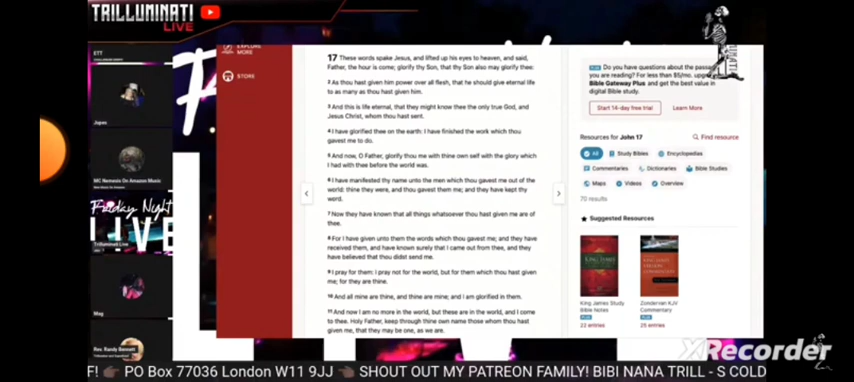 TRILLUMINATI
LIVE
ETT
Japes
MC Nemesis On Amazon Music
Friday Night
LIVE
Trilluminati Live
Mag
Rev. Randy
EXPLORE
MORE
STORE
17 These words spake Jesus, and lifted up his eyes to heaven, and said,
Father, the hour is come; glorify thy Son, that thy Son also may glorify thee:
2 As thou hast given him power over all flesh, that he should give eternal life
to as many as thou hast given him.
3 And this is life eternal, that they might know thee the only true God, and
Jesus Christ, whom thou hast sent.
4 I have glorified thee on the earth: I have finished the work which thou
gavest me to do.
5 And now, O Father, glorify thou me with thine own self with the glory which
I had with thee before the world was.
6 I have manifested thy name unto the men which thou gavest me out of the
world: thine they were, and thou gavest them me; and they have kept thy
word.
7 Now they have known that all things whatsoever thou hast given me are of
thee.
8 For I have given unto them the words which thou gavest me; and they have
received them, and have known surely that I came out from thee, and they
have believed that thou didst send me.
9 I pray for them: I pray not for the world, but for them which thou hast given
me; for they are thine.
10 And all mine are thine, and thine are mine; and I am glorified in them.
11 And now I am no more in the world, but these are in the world, and I come
to thee. Holy Father, keep through thine own name those whom thou hast
given me, that they may be one, as we are.
PLUS Do you have questions about the passage
you are reading? For less than $5/mo. upgrade
Bible Gateway Plus and get the best value in
digital Bible study.
Start 14-day free trial
Learn More
Resources for John 17
Find resource
All
Study Bibles
Encyclopedias
Commentaries
Dictionaries
Bible Studies
Maps
Videos
Overview
70 results
Suggested Resources
King James Study
Bible Notes
PLUS
22 entries
Zondervan KJV
Commentary
PLUS
25 entries
XRecorder
F! PO Box 77036 London W11 9JJ SHOUT OUT MY PATREON FAMILY! BIBI NANA TRILL - S COLD